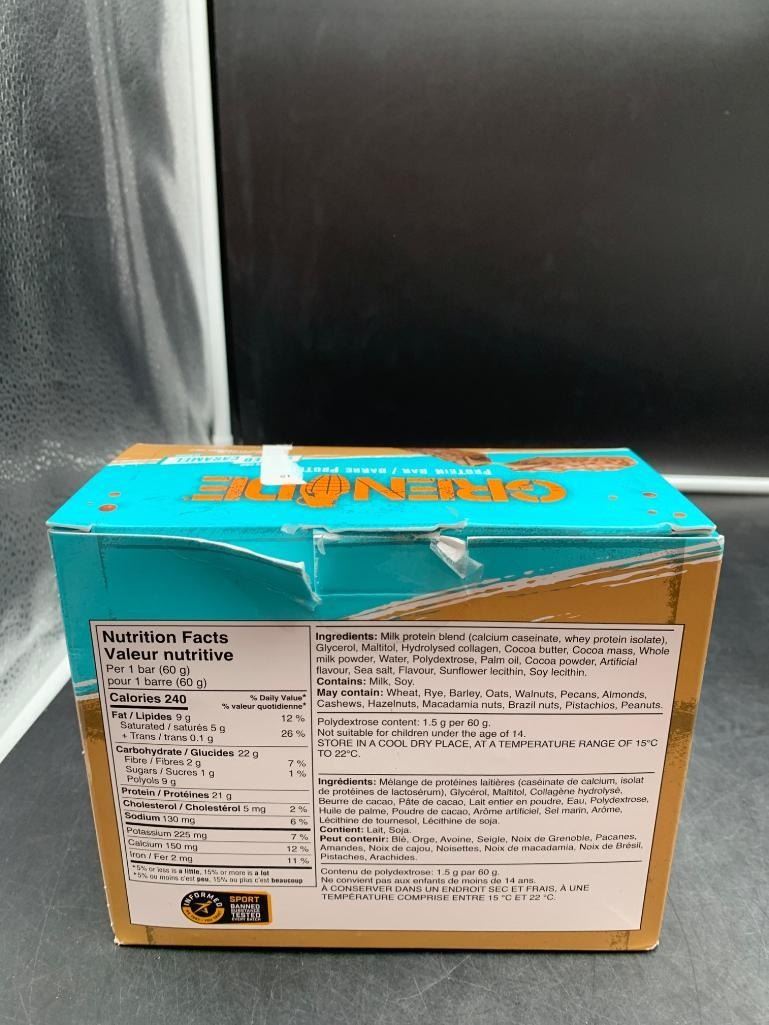 CARAMEL
PROTEIN BAR / BARRE
GRENADE
Nutrition Facts
Valeur nutritive
Per 1 bar (60 g)
pour 1 barre (60 g)
Calories 240
% Daily Value*
% valeur quotidienne*
Fat / Lipides 9 g 12 %
Saturated / saturés 5 g
+ Trans / trans 0.1 g 26 %
Carbohydrate / Glucides 22 g
Fibre / Fibres 2 g 7 %
Sugars / Sucres 1 g 1 %
Polyols 9 g
Protein / Protéines 21 g
Cholesterol / Cholestérol 5 mg 2 %
Sodium 130 mg 6 %
Potassium 225 mg 7 %
Calcium 150 mg 12 %
Iron / Fer 2 mg 11 %
*5% or less is a little, 15% or more is a lot
*5% ou moins c'est peu, 15% ou plus c'est beaucoup
INFORMED
SPORT
BANNED
SUBSTANCES
TESTED
EVERY BATCH
Ingredients: Milk protein blend (calcium caseinate, whey protein isolate),
Glycerol, Maltitol, Hydrolysed collagen, Cocoa butter, Cocoa mass, Whole
milk powder, Water, Polydextrose, Palm oil, Cocoa powder, Artificial
flavour, Sea salt, Flavour, Sunflower lecithin, Soy lecithin.
Contains: Milk, Soy.
May contain: Wheat, Rye, Barley, Oats, Walnuts, Pecans, Almonds,
Cashews, Hazelnuts, Macadamia nuts, Brazil nuts, Pistachios, Peanuts.
Polydextrose content: 1.5 g per 60 g.
Not suitable for children under the age of 14.
STORE IN A COOL DRY PLACE, AT A TEMPERATURE RANGE OF 15°C
TO 22°C.
Ingrédients: Mélange de protéines laitières (caséinate de calcium, isolat
de protéines de lactosérum), Glycérol, Maltitol, Collagène hydrolysé,
Beurre de cacao, Pâte de cacao, Lait entier en poudre, Eau, Polydextrose,
Huile de palme, Poudre de cacao, Arôme artificiel, Sel marin, Arôme,
Lécithine de tournesol, Lécithine de soja.
Contient: Lait, Soja.
Peut contenir: Blé, Orge, Avoine, Seigle, Noix de Grenoble, Pacanes,
Amandes, Noix de cajou, Noisettes, Noix de macadamia, Noix de Brésil,
Pistaches, Arachides.
Contenu de polydextrose: 1.5 g par 60 g.
Ne convient pas aux enfants de moins de 14 ans.
À CONSERVER DANS UN ENDROIT SEC ET FRAIS, À UNE
TEMPÉRATURE COMPRISE ENTRE 15 °C ET 22 °C.